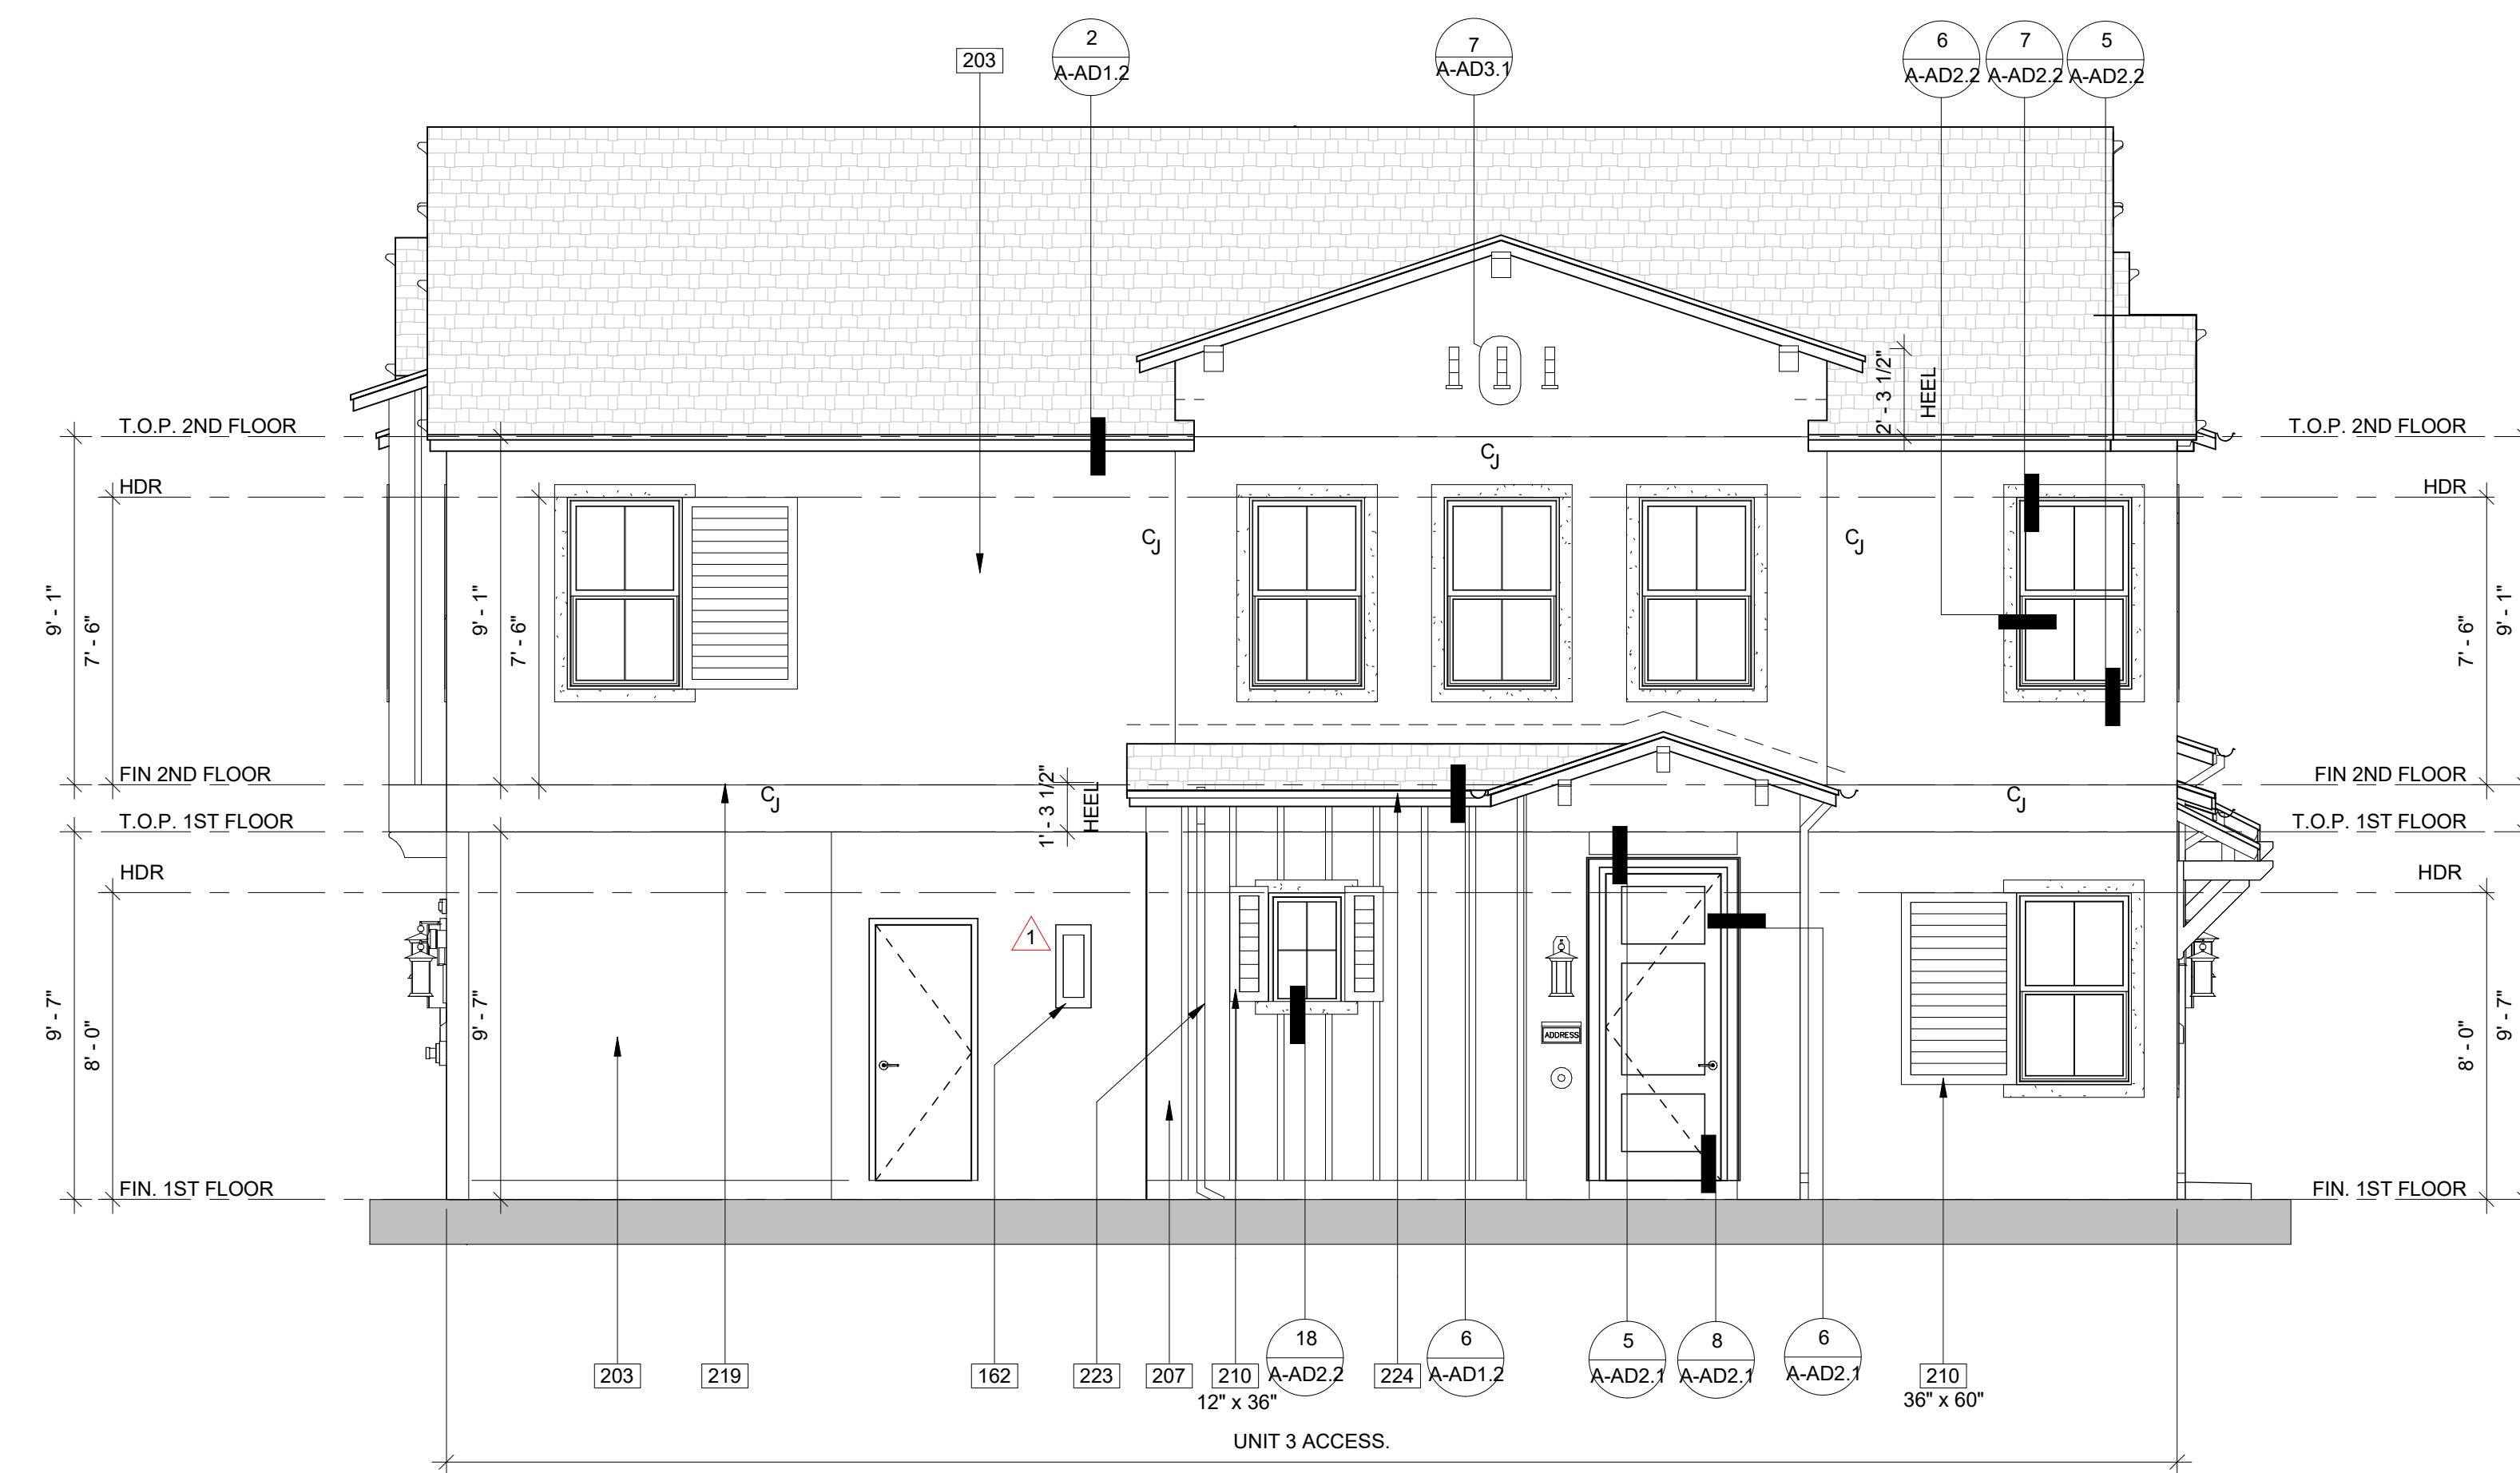 203
2
A-AD1.2
7
A-AD3.1
6
A-AD2.2
7
A-AD2.2
5
A-AD2.2
2' - 3 1/2"
HEEL
T.O.P. 2ND FLOOR
T.O.P. 2ND FLOOR
CJ
HDR
HDR
CJ
CJ
9' - 1"
7' - 6"
9' - 1"
7' - 6"
7' - 6"
9' - 1"
FIN 2ND FLOOR
FIN 2ND FLOOR
CJ
CJ
1' - 3 1/2"
HEEL
T.O.P. 1ST FLOOR
T.O.P. 1ST FLOOR
HDR
HDR
1
9' - 7"
8' - 0"
9' - 7"
ADDRESS
8' - 0"
9' - 7"
FIN. 1ST FLOOR
FIN. 1ST FLOOR
203
219
162
223
207
210
12" x 36"
18
A-AD2.2
224
6
A-AD1.2
5
A-AD2.1
8
A-AD2.1
6
A-AD2.1
210
36" x 60"
UNIT 3 ACCESS.